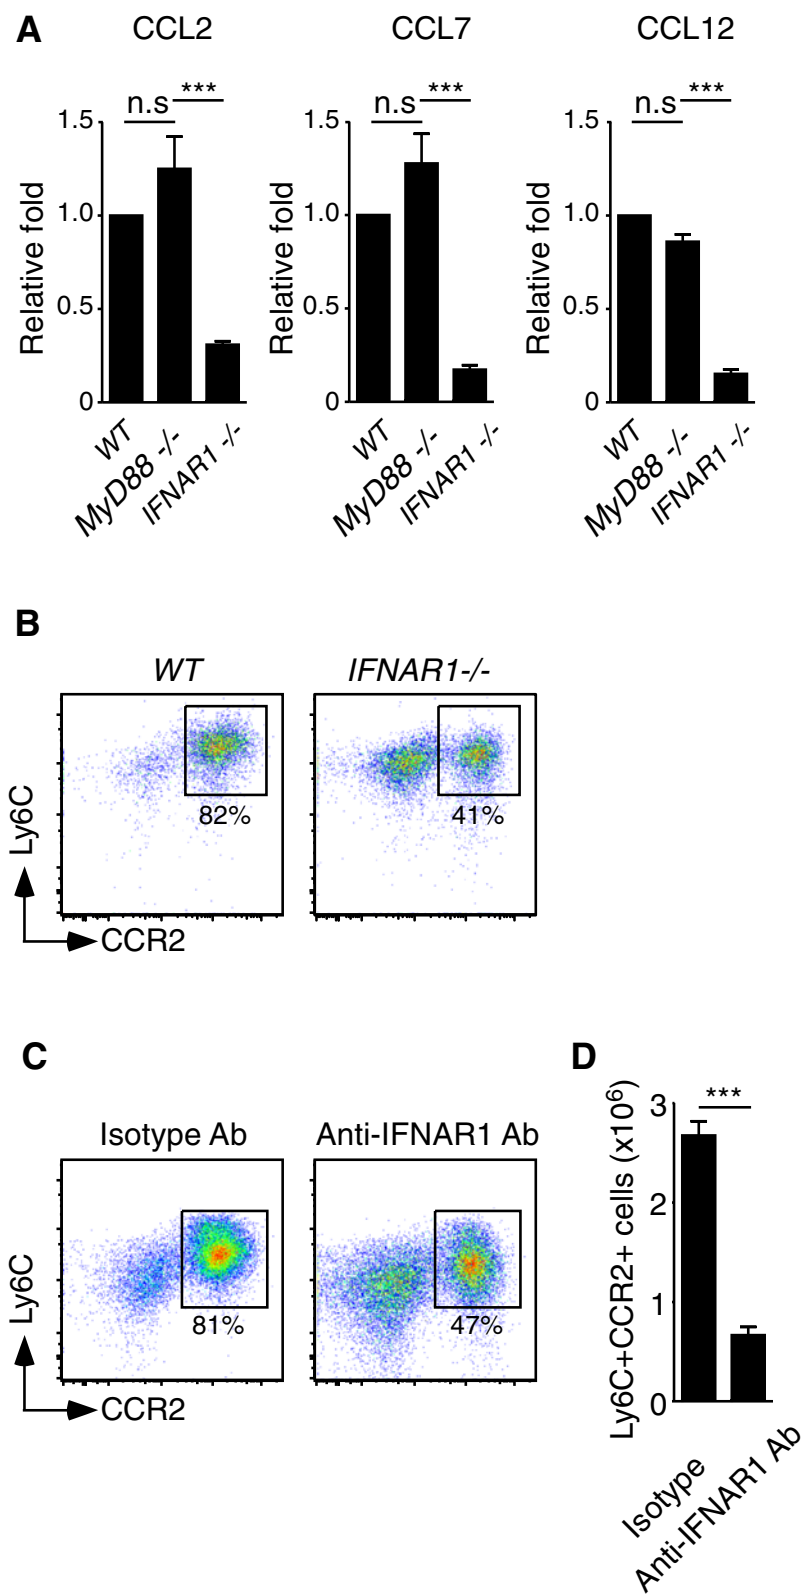 A
CCL2
CCL7
CCL12
n.s
***
n.s
***
n.s
***
Relative fold
1.5
1.0
0.5
0
WT
MyD88 -/-
IFNAR1 -/-
Relative fold
1.5
1.0
0.5
0
WT
MyD88 -/-
IFNAR1 -/-
Relative fold
1.5
1.0
0.5
0
WT
MyD88 -/-
IFNAR1 -/-
B
WT
IFNAR1-/-
82%
41%
Ly6C
CCR2
C
Isotype Ab
Anti-IFNAR1 Ab
81%
47%
Ly6C
CCR2
D
Ly6C+CCR2+ cells (x10⁶)
***
3
2
1
0
Isotype
Anti-IFNAR1 Ab